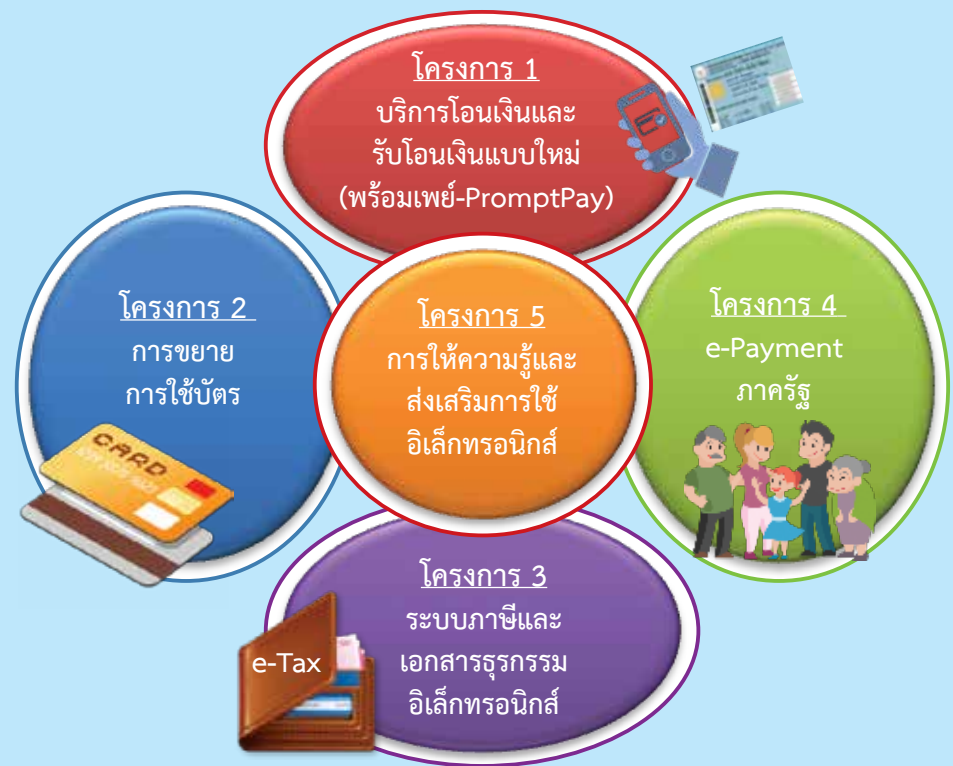 โครงการ 1
บริการโอนเงินและ
รับโอนเงินแบบใหม่
(พร้อมเพย์-PromptPay)
โครงการ 2
การขยาย
การใช้บัตร
CARD
โครงการ 5
การให้ความรู้และ
ส่งเสริมการใช้
อิเล็กทรอนิกส์
โครงการ 4
e-Payment
ภาครัฐ
โครงการ 3
ระบบภาษีและ
เอกสารธุรกรรม
อิเล็กทรอนิกส์
e-Tax